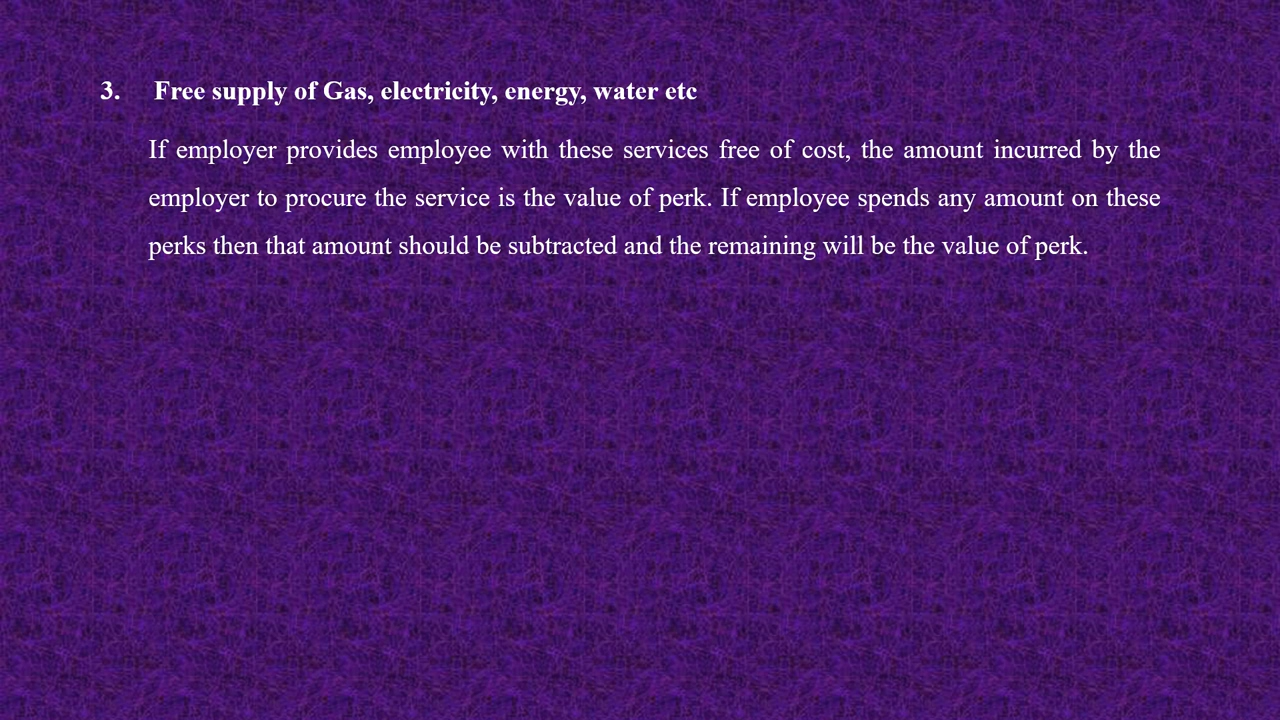 3. Free supply of Gas, electricity, energy, water etc
If employer provides employee with these services free of cost, the amount incurred by the
employer to procure the service is the value of perk. If employee spends any amount on these
perks then that amount should be subtracted and the remaining will be the value of perk.